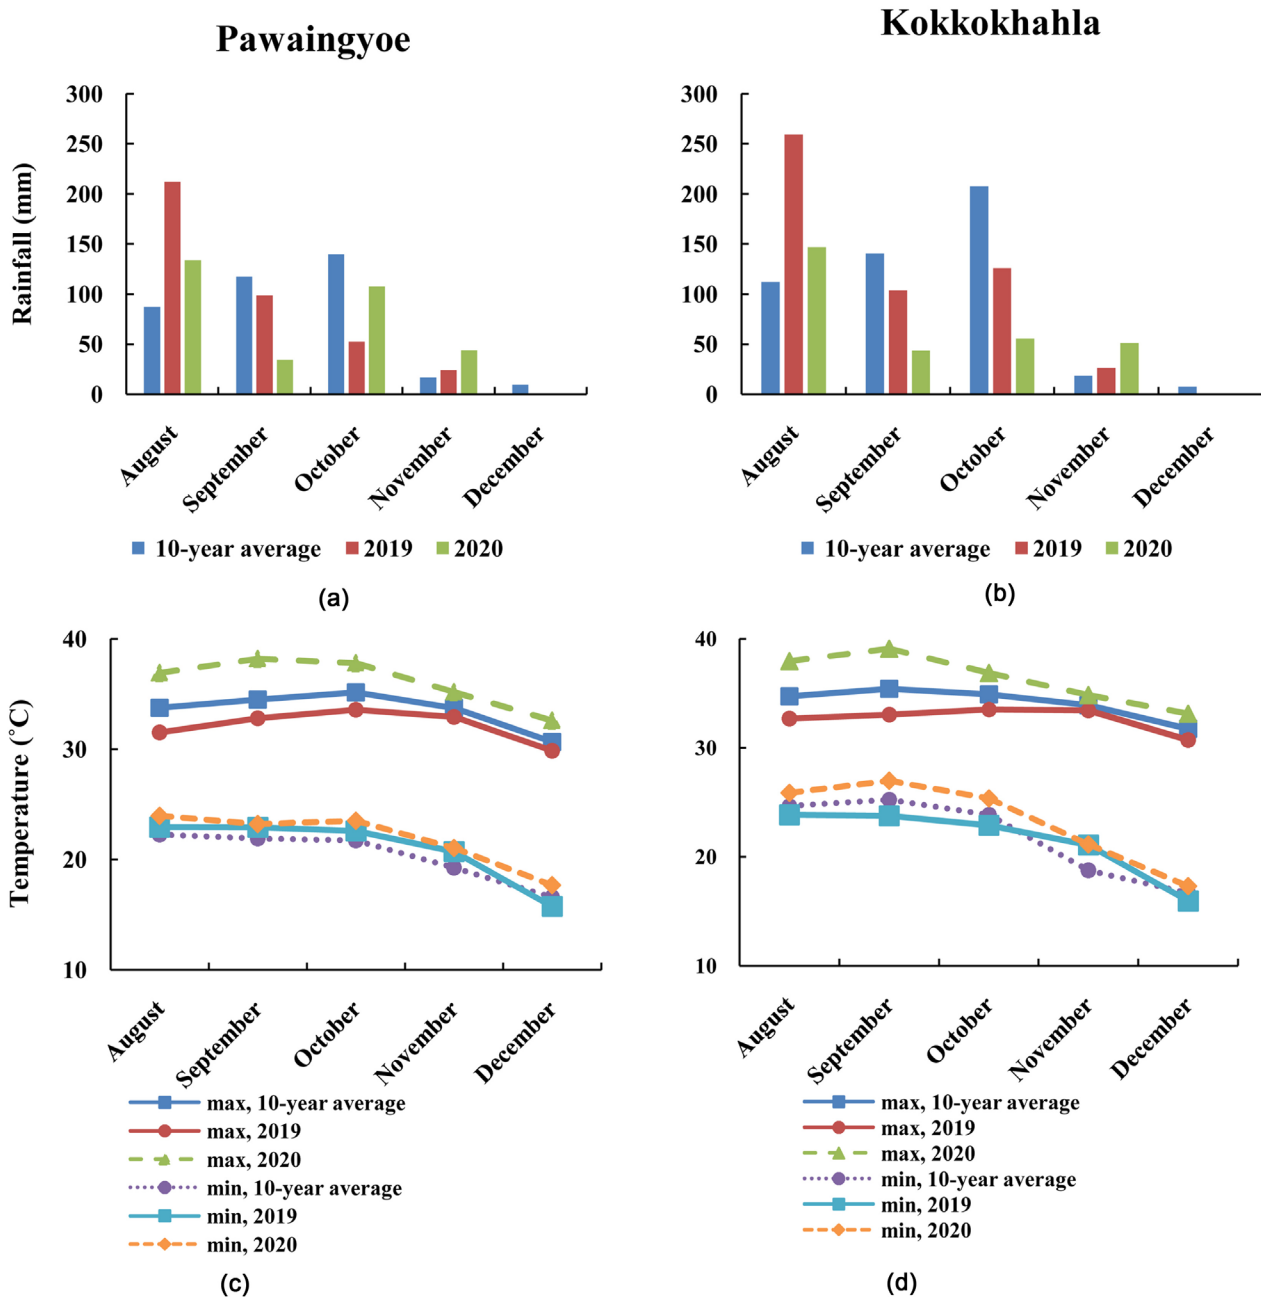 Pawaingyoe
Kokkokhahla
Rainfall (mm)
300
250
200
150
100
50
0
August
September
October
November
December
10-year average 2019 2020
(a)
300
250
200
150
100
50
0
August
September
October
November
December
10-year average 2019 2020
(b)
Temperature (˚C)
40
30
20
10
August
September
October
November
December
max, 10-year average
max, 2019
max, 2020
min, 10-year average
min, 2019
min, 2020
(c)
40
30
20
10
August
September
October
November
December
max, 10-year average
max, 2019
max, 2020
min, 10-year average
min, 2019
min, 2020
(d)